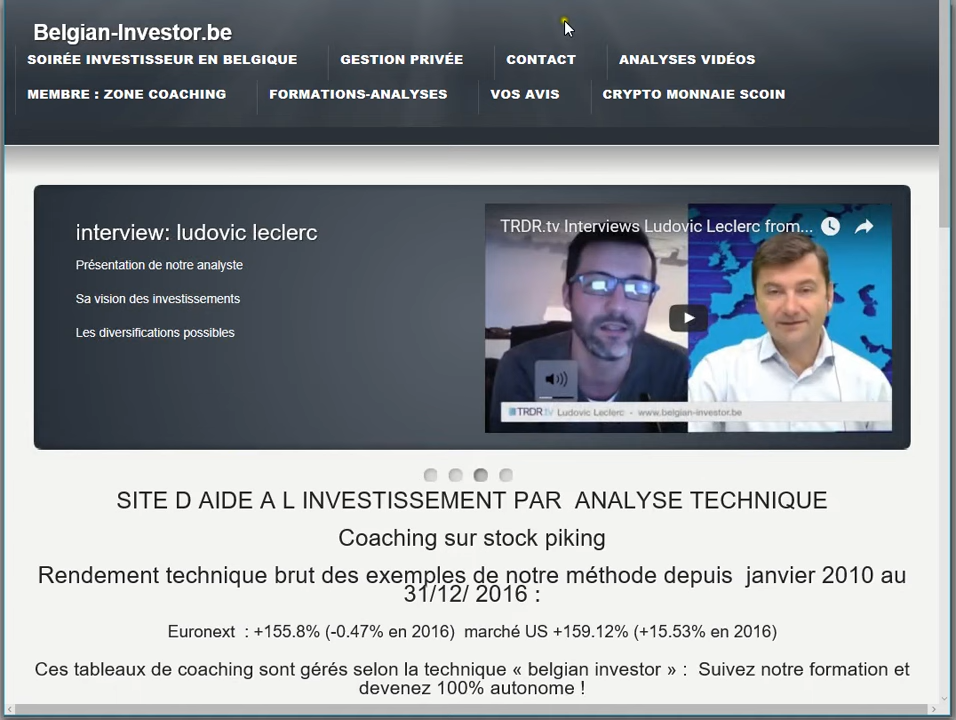 Belgian-Investor.be
SOIRÉE INVESTISSEUR EN BELGIQUE GESTION PRIVÉE CONTACT ANALYSES VIDÉOS
MEMBRE : ZONE COACHING FORMATIONS-ANALYSES VOS AVIS CRYPTO MONNAIE SCOIN
interview: ludovic leclerc
Présentation de notre analyste
Sa vision des investissements
Les diversifications possibles
TRDR.tv Interviews Ludovic Leclerc from...
TRDR.tv Ludovic Leclerc - www.belgian-investor.be
SITE D AIDE A L INVESTISSEMENT PAR ANALYSE TECHNIQUE
Coaching sur stock piking
Rendement technique brut des exemples de notre méthode depuis janvier 2010 au
31/12/ 2016 :
Euronext : +155.8% (-0.47% en 2016) marché US +159.12% (+15.53% en 2016)
Ces tableaux de coaching sont gérés selon la technique « belgian investor » : Suivez notre formation et
devenez 100% autonome !